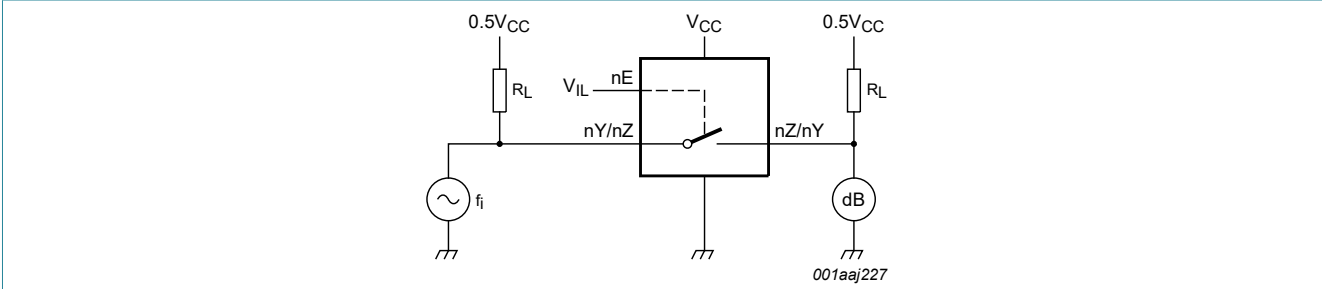 0.5VCC
VCC
0.5VCC
RL
VIL
nE
RL
nY/nZ
nZ/nY
fi
dB
001aaj227